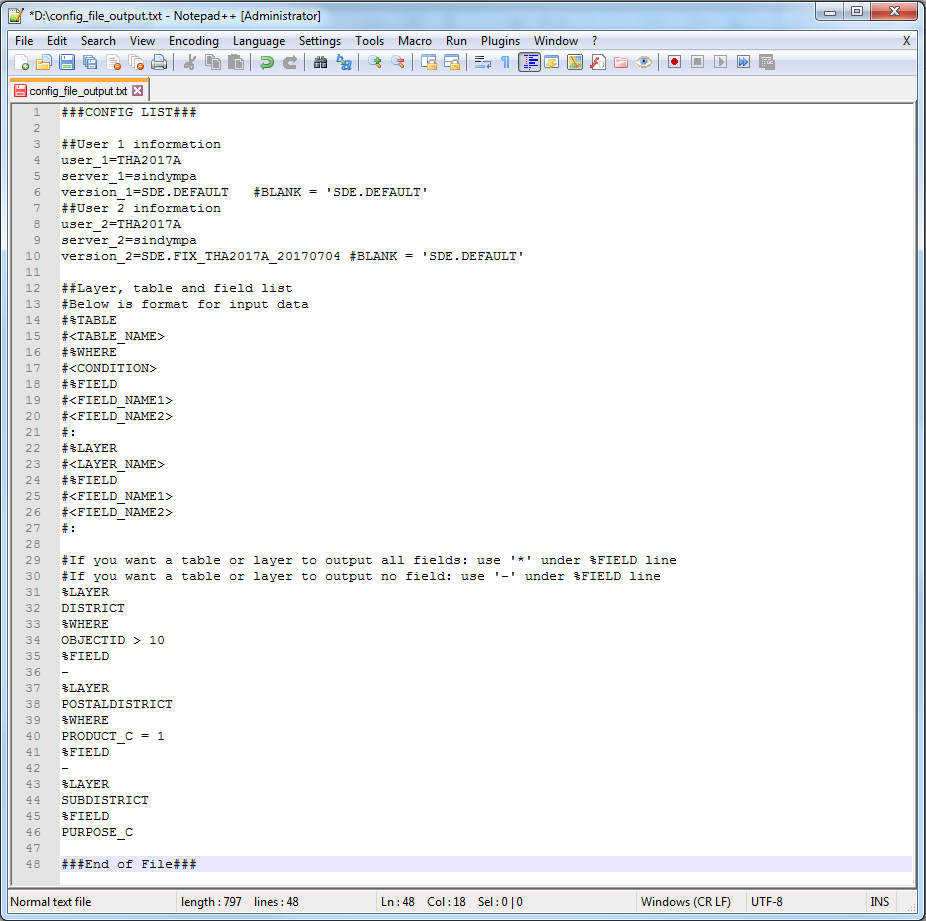 *D:\config_file_output.txt - Notepad++ [Administrator]
File Edit Search View Encoding Language Settings Tools Macro Run Plugins Window ? X
config_file_output.txt
1 ###CONFIG LIST###
2
3 ##User 1 information
4 user_1=THA2017A
5 server_1=sindympa
6 version_1=SDE.DEFAULT   #BLANK = 'SDE.DEFAULT'
7 ##User 2 information
8 user_2=THA2017A
9 server_2=sindympa
10 version_2=SDE.FIX_THA2017A_20170704 #BLANK = 'SDE.DEFAULT'
11
12 ##Layer, table and field list
13 #Below is format for input data
14 #%TABLE
15 #<TABLE_NAME>
16 #%WHERE
17 #<CONDITION>
18 #%FIELD
19 #<FIELD_NAME1>
20 #<FIELD_NAME2>
21 #:
22 #%LAYER
23 #<LAYER_NAME>
24 #%FIELD
25 #<FIELD_NAME1>
26 #<FIELD_NAME2>
27 #:
28
29 #If you want a table or layer to output all fields: use '*' under %FIELD line
30 #If you want a table or layer to output no field: use '-' under %FIELD line
31 %LAYER
32 DISTRICT
33 %WHERE
34 OBJECTID > 10
35 %FIELD
36 -
37 %LAYER
38 POSTALDISTRICT
39 %WHERE
40 PRODUCT_C = 1
41 %FIELD
42 -
43 %LAYER
44 SUBDISTRICT
45 %FIELD
46 PURPOSE_C
47
48 ###End of File###
Normal text file length : 797 lines : 48 Ln : 48 Col : 18 Sel : 0 | 0 Windows (CR LF) UTF-8 INS